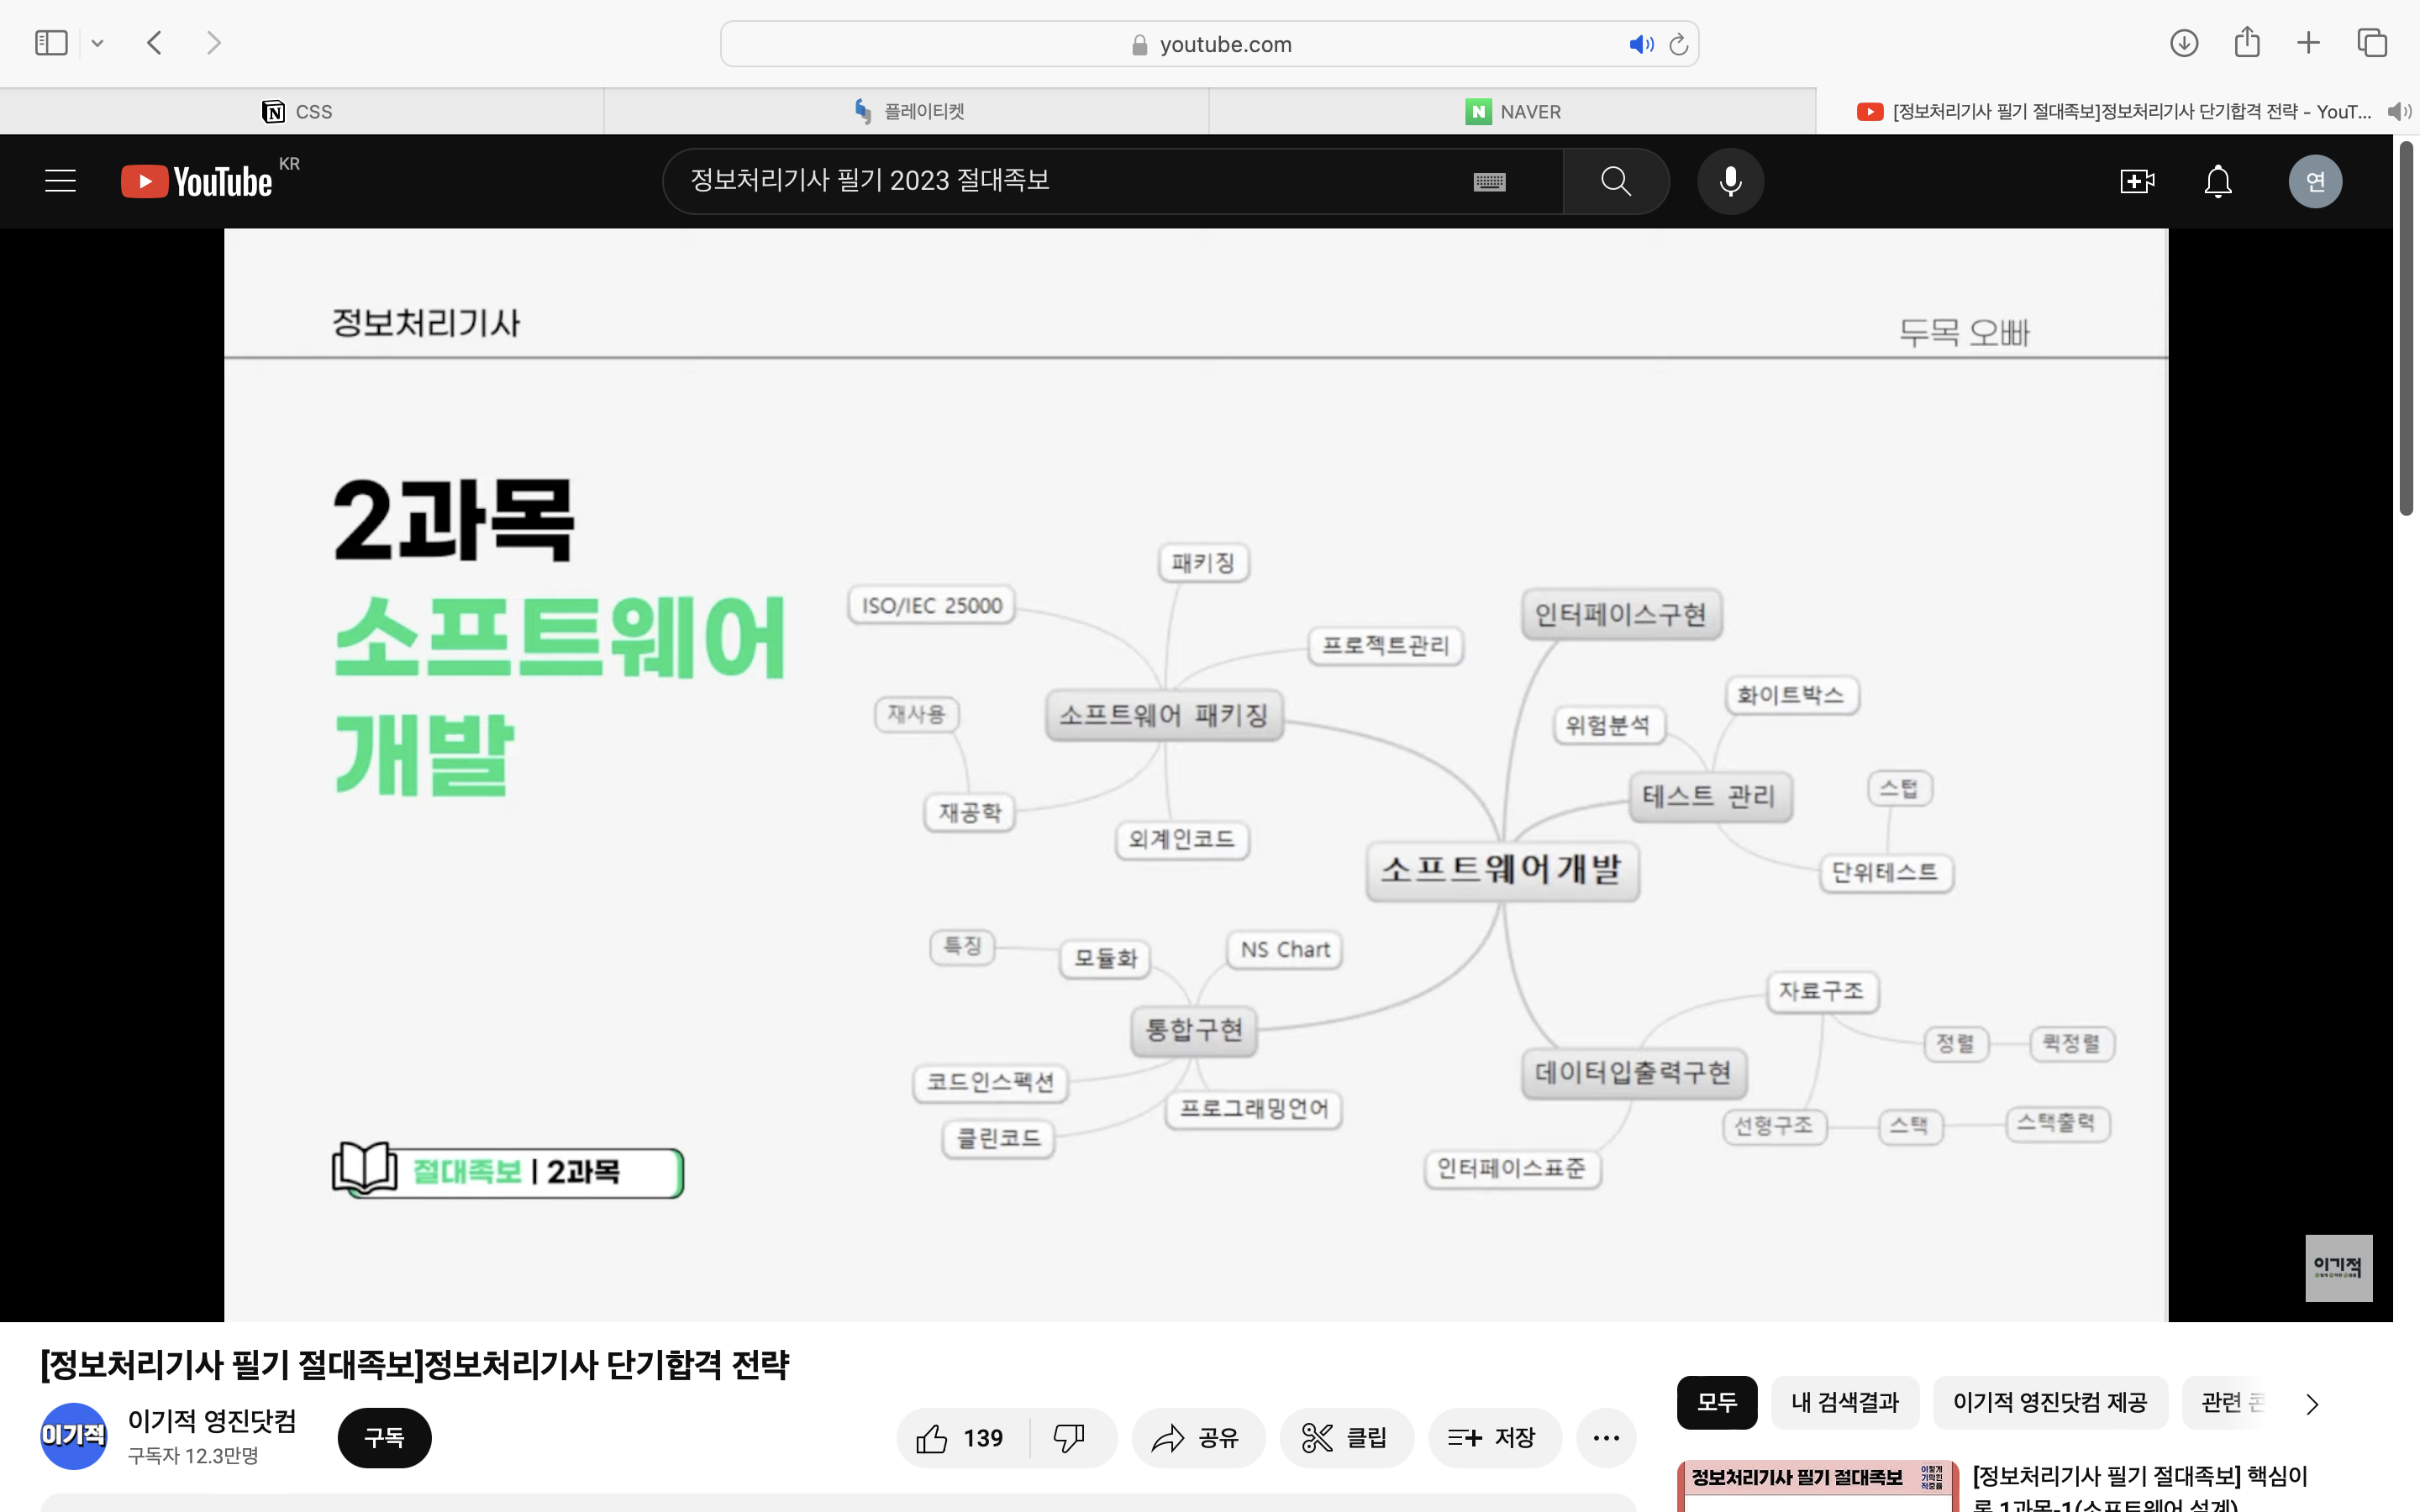 youtube.com
CSS
플레이티켓
NAVER
[정보처리기사 필기 절대족보]정보처리기사 단기합격 전략 - YouT...
YouTube KR
정보처리기사 필기 2023 절대족보
연
정보처리기사
두목 오빠
2과목
소프트웨어
개발
패키징
ISO/IEC 25000
프로젝트관리
재사용
소프트웨어 패키징
재공학
외계인코드
인터페이스구현
화이트박스
위험분석
테스트 관리
스텁
단위테스트
소프트웨어개발
특징
모듈화
NS Chart
통합구현
코드인스펙션
프로그래밍언어
클린코드
자료구조
정렬
퀵정렬
데이터입출력구현
선형구조
스택
스택출력
인터페이스표준
절대족보 | 2과목
이기적
[정보처리기사 필기 절대족보]정보처리기사 단기합격 전략
이기적
이기적 영진닷컴
구독자 12.3만명
구독
139
공유
클립
저장
모두
내 검색결과
이기적 영진닷컴 제공
관련
정보처리기사 필기 절대족보
[정보처리기사 필기 절대족보] 핵심이
론 1과목-1(소프트웨어 설계)